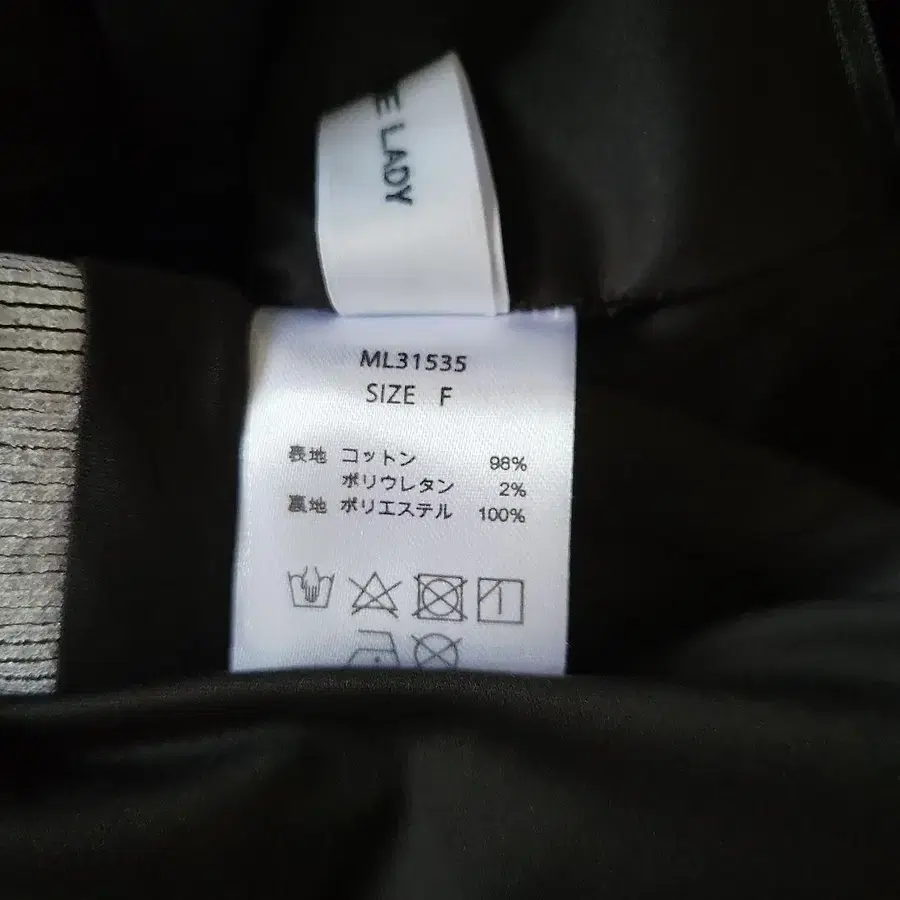 E LADY
ML31535
SIZE F
表地 コットン 98%
ポリウレタン 2%
裏地 ポリエステル 100%